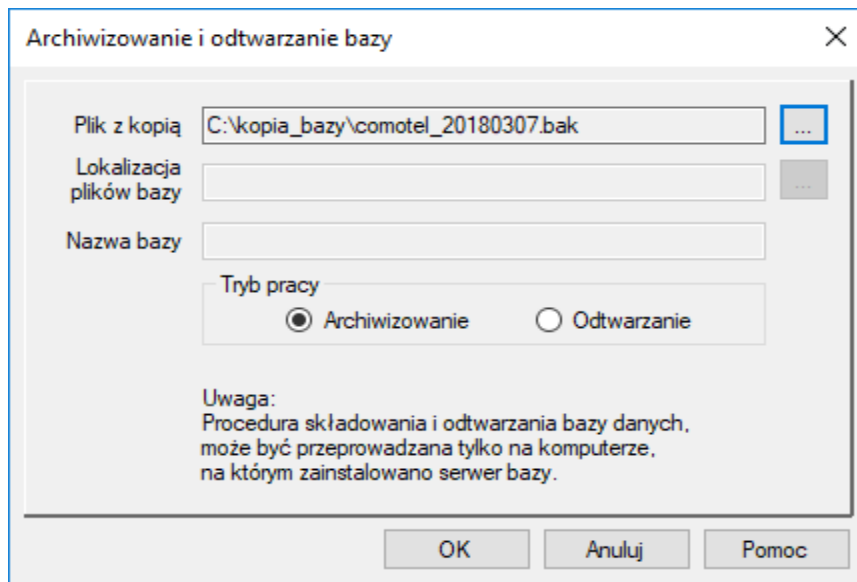 Archiwizowanie i odtwarzanie bazy
Plik z kopią C:\kopia_bazy\comotel_20180307.bak ...
Lokalizacja
plików bazy ...
Nazwa bazy
Tryb pracy
Archiwizowanie Odtwarzanie
Uwaga:
Procedura składowania i odtwarzania bazy danych,
może być przeprowadzana tylko na komputerze,
na którym zainstalowano serwer bazy.
OK Anuluj Pomoc